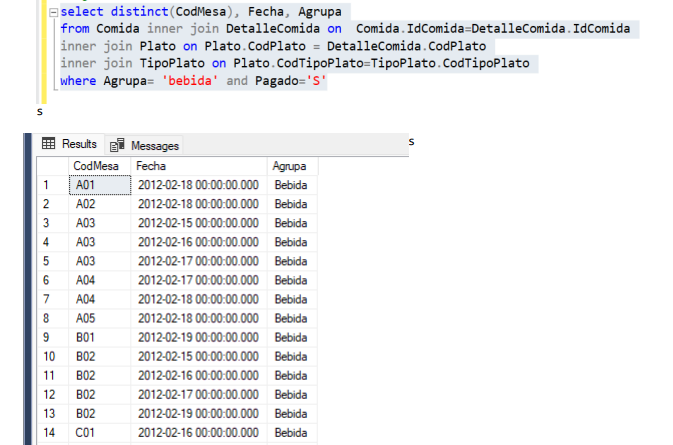 select distinct(CodMesa), Fecha, Agrupa
from Comida inner join DetalleComida on  Comida.IdComida=DetalleComida.IdComida
inner join Plato on Plato.CodPlato = DetalleComida.CodPlato
inner join TipoPlato on Plato.CodTipoPlato=TipoPlato.CodTipoPlato
where Agrupa= 'bebida' and Pagado='S'
s
Results Messages s
CodMesa Fecha Agrupa
1 A01 2012-02-18 00:00:00.000 Bebida
2 A02 2012-02-18 00:00:00.000 Bebida
3 A03 2012-02-15 00:00:00.000 Bebida
4 A03 2012-02-16 00:00:00.000 Bebida
5 A03 2012-02-17 00:00:00.000 Bebida
6 A04 2012-02-17 00:00:00.000 Bebida
7 A04 2012-02-18 00:00:00.000 Bebida
8 A05 2012-02-18 00:00:00.000 Bebida
9 B01 2012-02-19 00:00:00.000 Bebida
10 B02 2012-02-15 00:00:00.000 Bebida
11 B02 2012-02-16 00:00:00.000 Bebida
12 B02 2012-02-17 00:00:00.000 Bebida
13 B02 2012-02-19 00:00:00.000 Bebida
14 C01 2012-02-16 00:00:00.000 Bebida